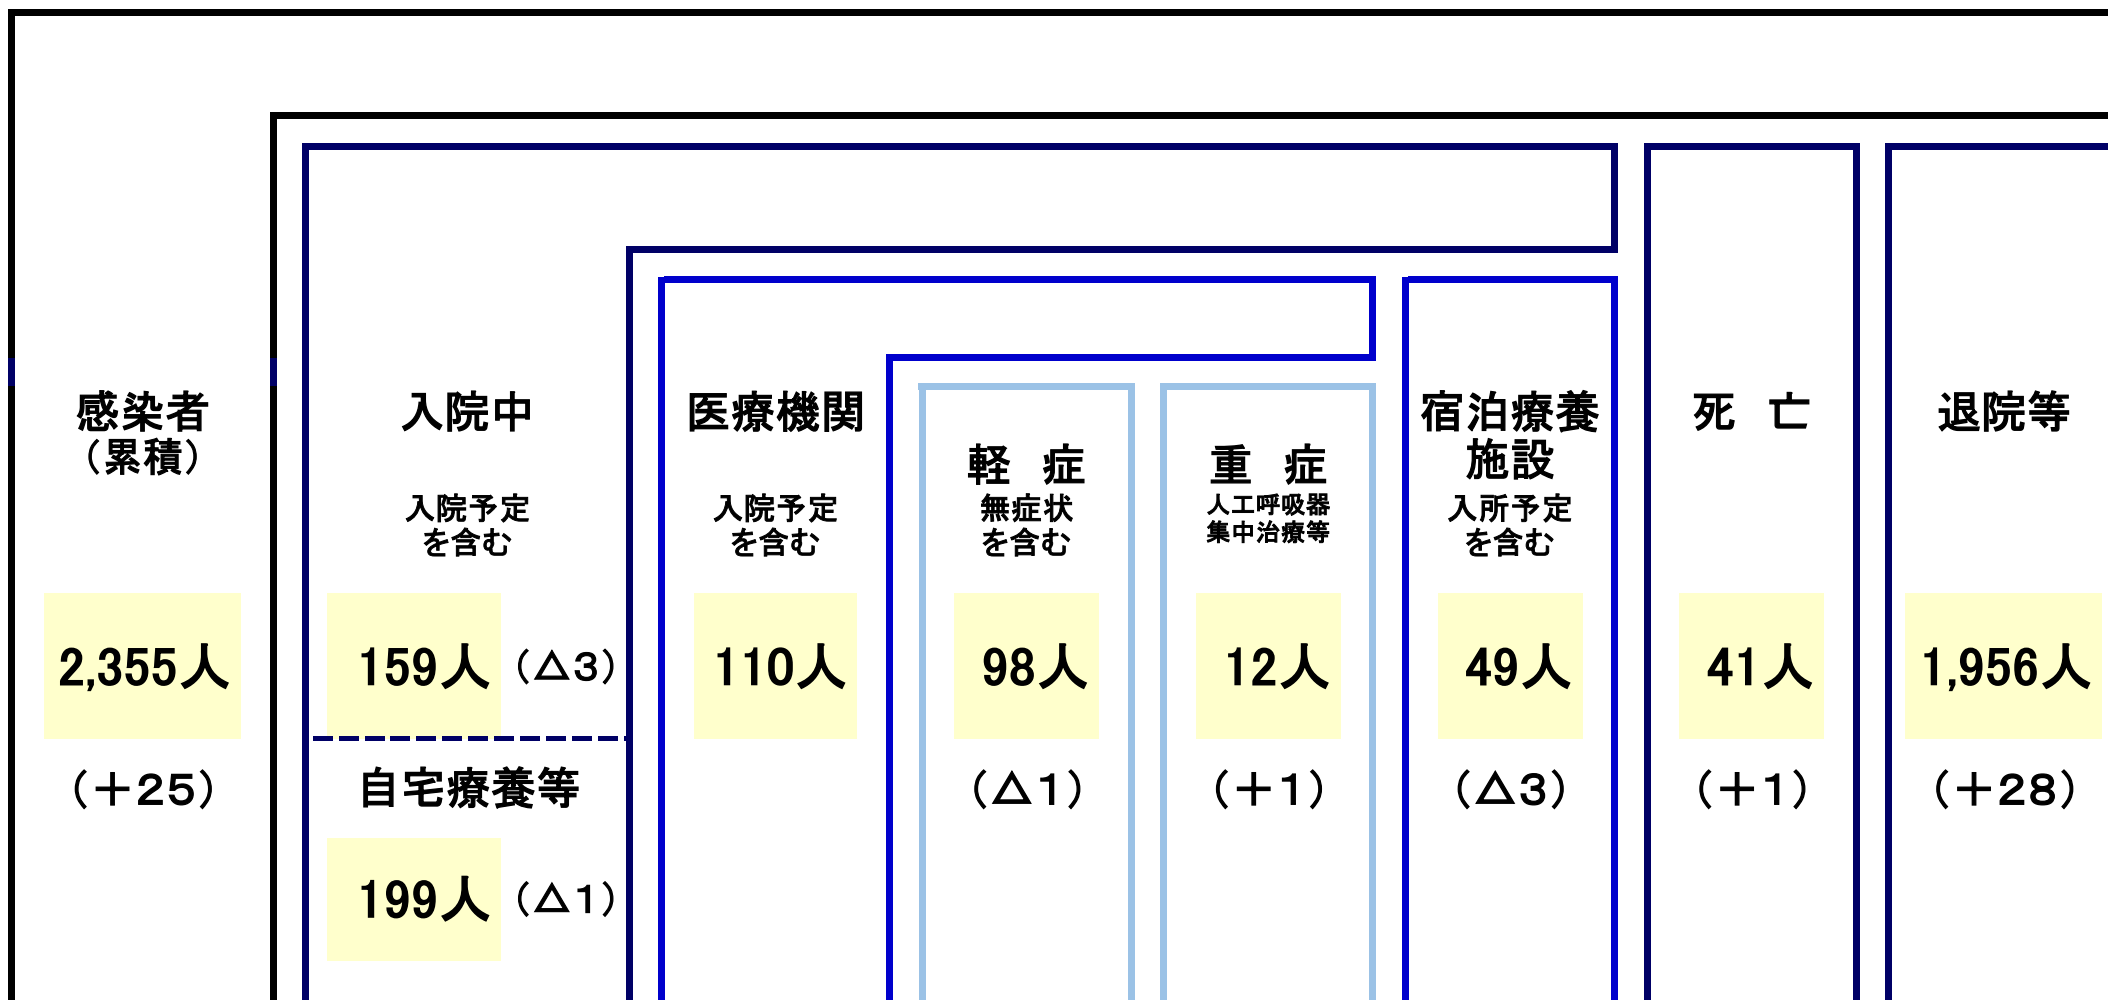 感染者
（累積）
2,355人
（＋25）
入院中
入院予定
を含む
159人（△3）
自宅療養等
199人（△1）
医療機関
入院予定
を含む
110人
軽　症
無症状
を含む
98人
（△1）
重　症
人工呼吸器
集中治療等
12人
（＋1）
宿泊療養
施設
入所予定
を含む
49人
（△3）
死　亡
41人
（＋1）
退院等
1,956人
（＋28）